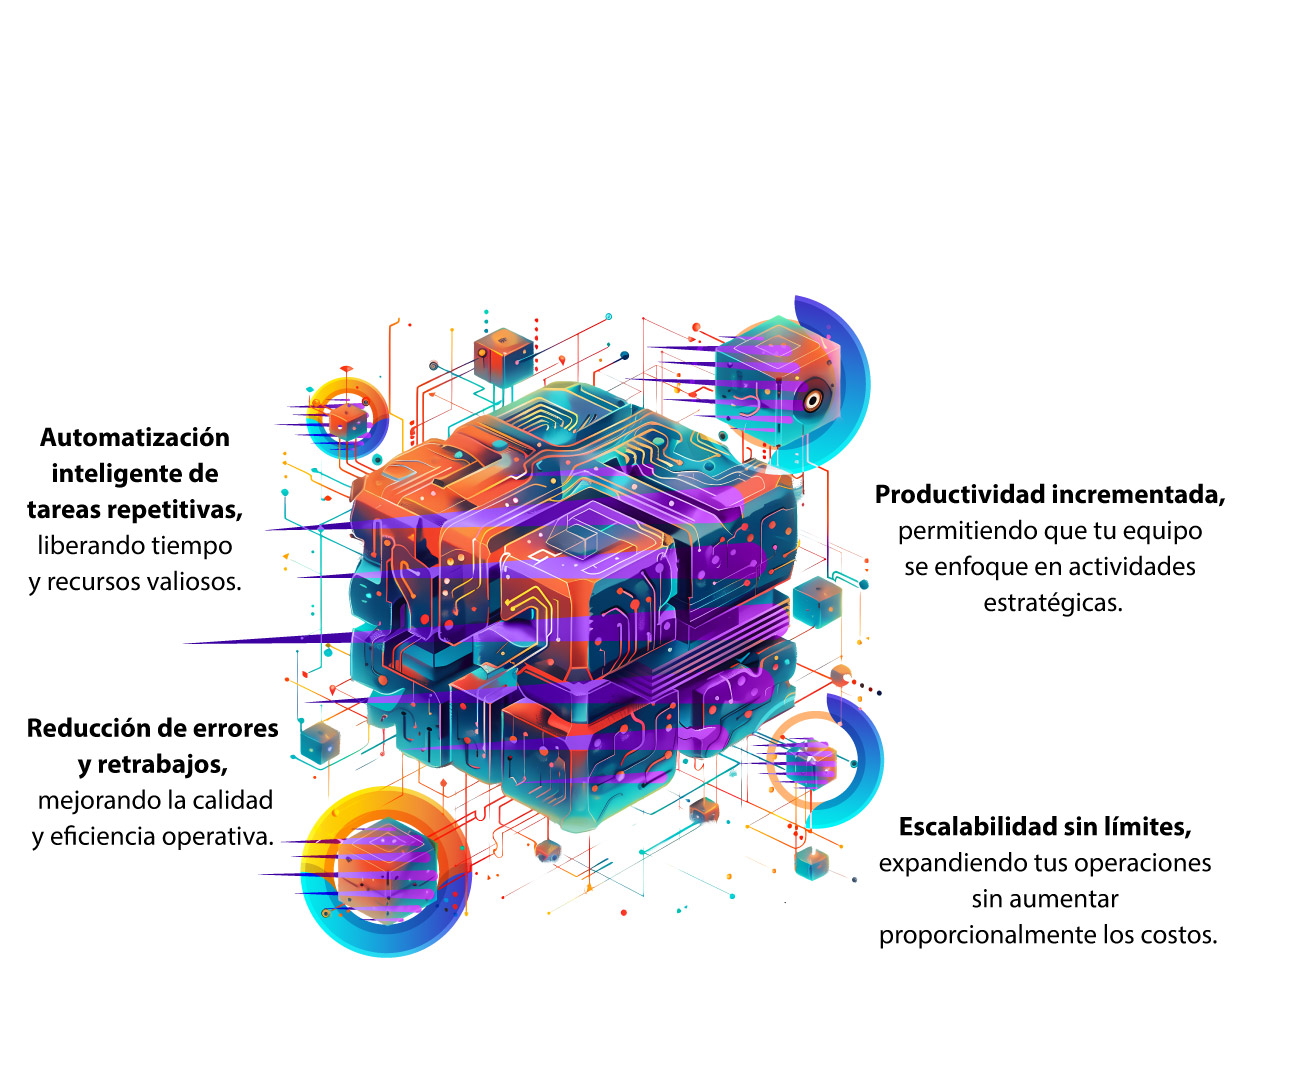 Automatización
inteligente de
tareas repetitivas,
liberando tiempo
y recursos valiosos.
Reducción de errores
y retrabajos,
mejorando la calidad
y eficiencia operativa.
Productividad incrementada,
permitiendo que tu equipo
se enfoque en actividades
estratégicas.
Escalabilidad sin límites,
expandiendo tus operaciones
sin aumentar
proporcionalmente los costos.